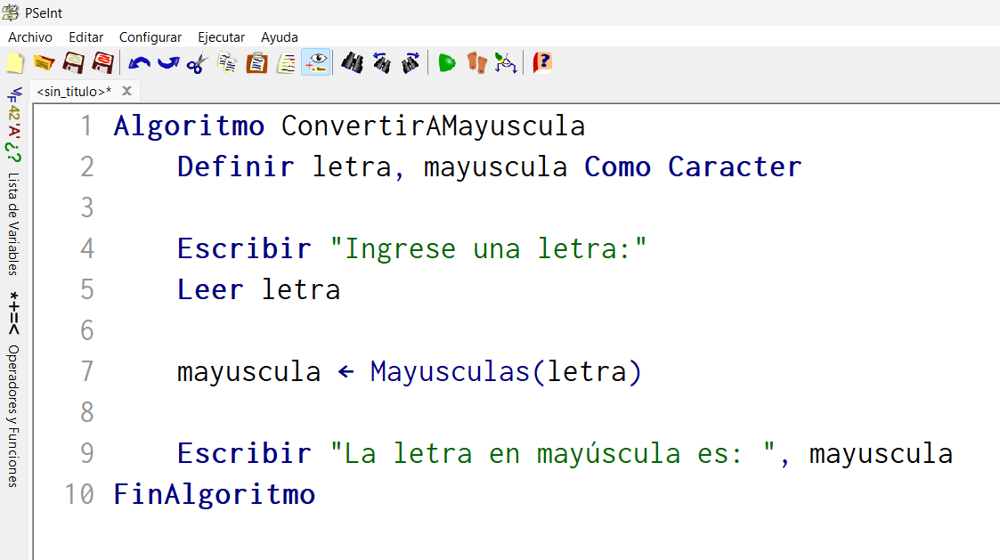 PSeInt
Archivo Editar Configurar Ejecutar Ayuda
<sin_titulo>* X
1 Algoritmo ConvertirAMayuscula
2 Definir letra, mayuscula Como Caracter
3
4 Escribir "Ingrese una letra:"
5 Leer letra
6
7 mayuscula ← Mayusculas(letra)
8
9 Escribir "La letra en mayúscula es: ", mayuscula
10 FinAlgoritmo
V/F 42 'A' ¿? Lista de Variables
*+=< Operadores y Funciones